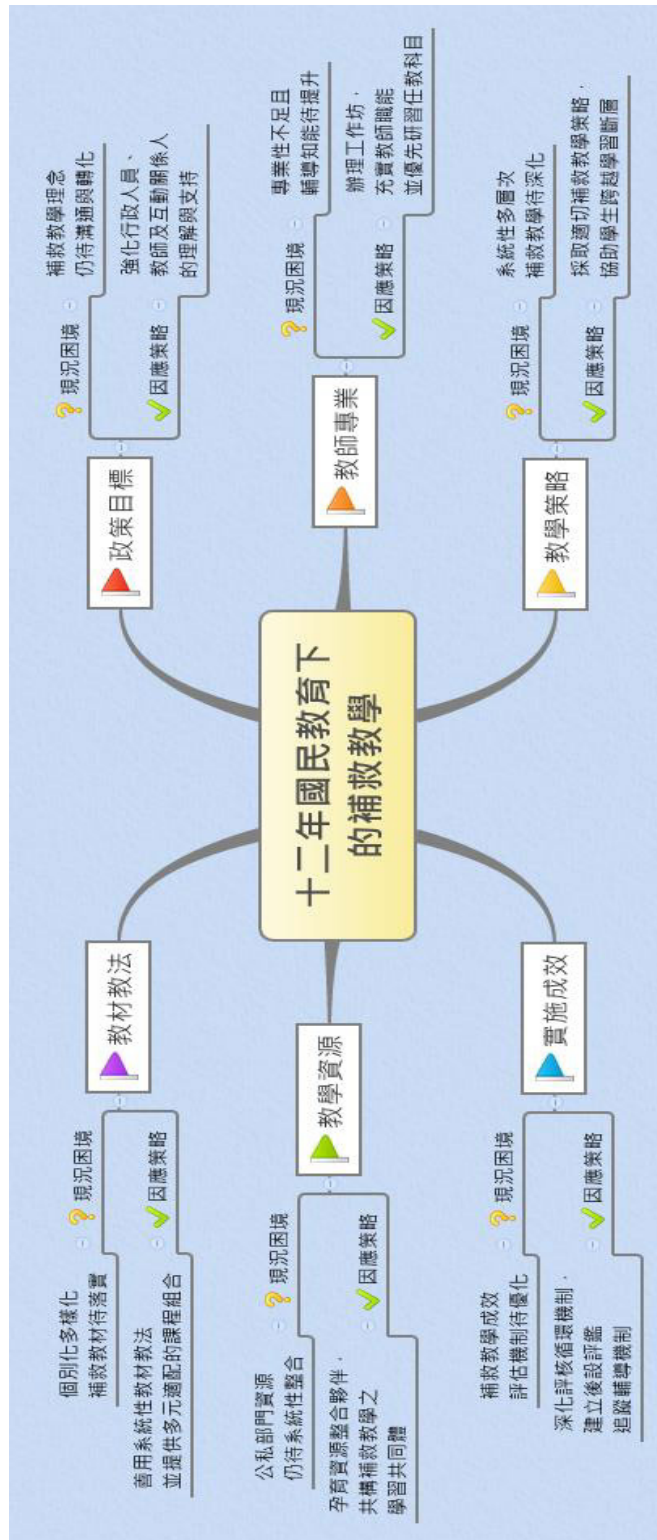 十二年國民教育下
的補救教學
政策目標
現況困境
補救教學理念
仍待溝通與轉化
因應策略
強化行政人員、
教師及互動關係人
的理解與支持
教師專業
現況困境
專業性不足且
輔導知能待提升
因應策略
辦理工作坊，
充實教師職能
並優先研習任教科目
教學策略
現況困境
系統性多層次
補救教學待深化
因應策略
採取適切補救教學策略，
協助學生跨越學習斷層
教材教法
現況困境
個別化多樣化
補救教材待落實
因應策略
善用系統性教材教法
並提供多元適配的課程組合
教學資源
現況困境
公私部門資源
仍待系統性整合
因應策略
孕育資源整合夥伴，
共構補救教學之
學習共同體
實施成效
現況困境
補救教學成效
評估機制待優化
因應策略
深化評核循環機制，
建立後設評鑑
追蹤輔導機制